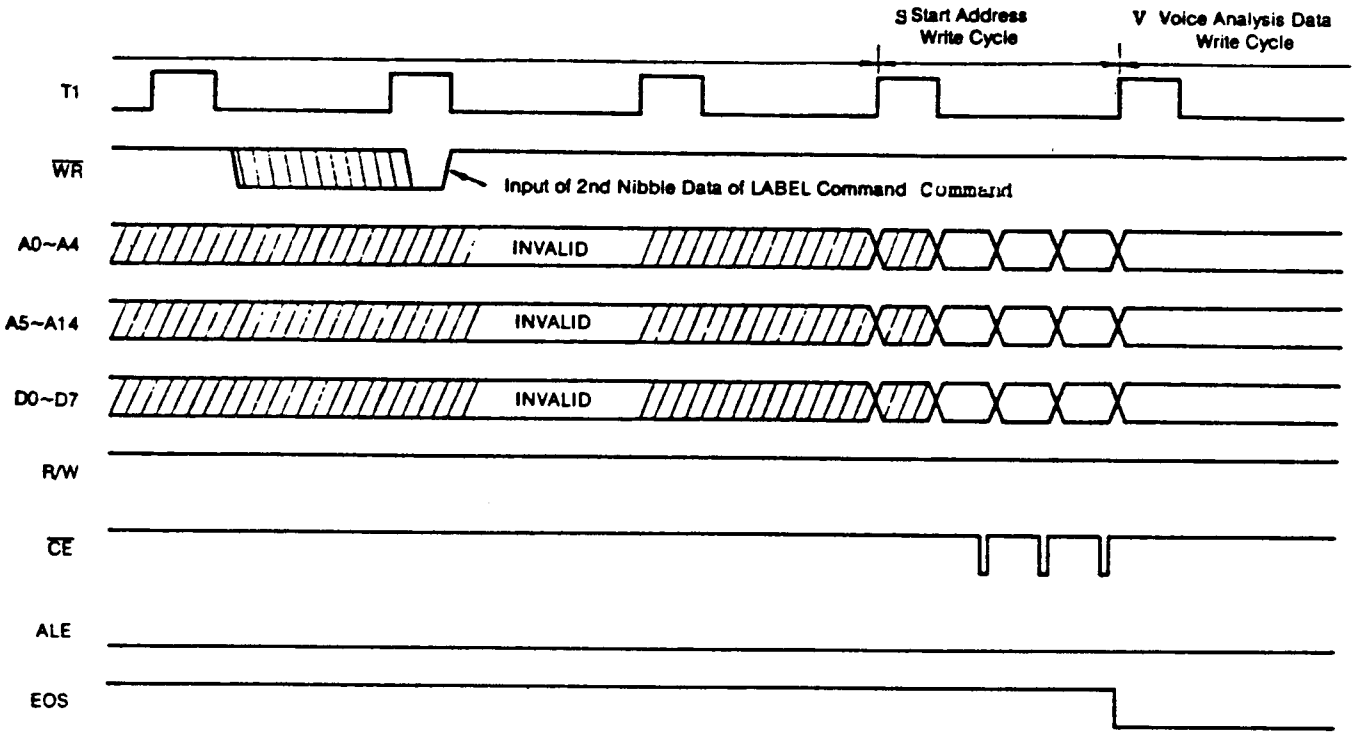 S Start Address
Write Cycle
V Voice Analysis Data
Write Cycle
T1
WR
Input of 2nd Nibble Data of LABEL Command Command
A0~A4
INVALID
A5~A14
INVALID
D0~D7
INVALID
R/W
CE
ALE
EOS